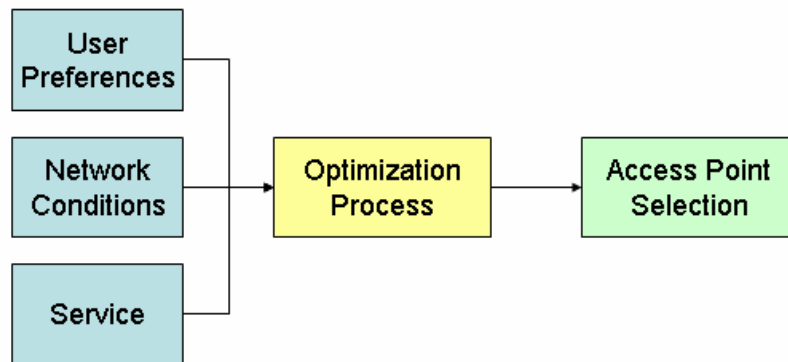 User
Preferences
Network
Conditions
Service
Optimization
Process
Access Point
Selection